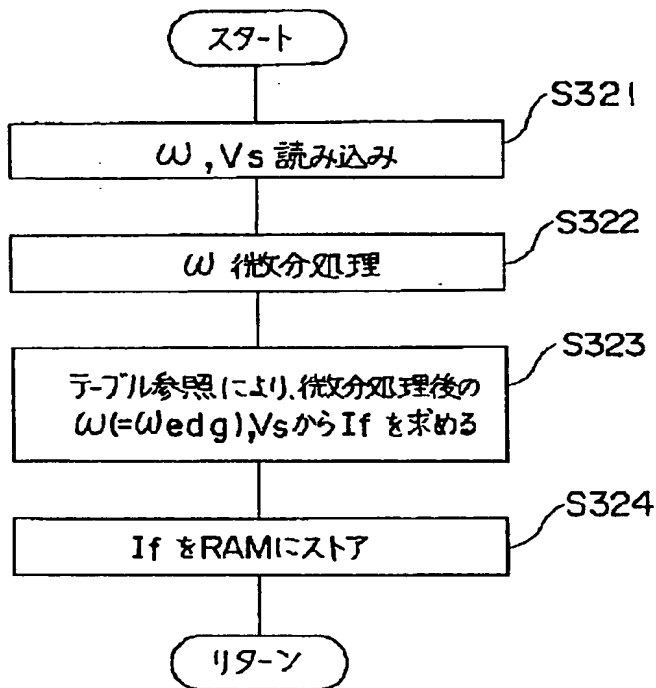 スタート
S321
ω,Vs 読み込み
S322
ω 微分処理
S323
テーブル参照により、微分処理後の
ω(=ωedg),VsからIfを求める
S324
IfをRAMにストア
リターン